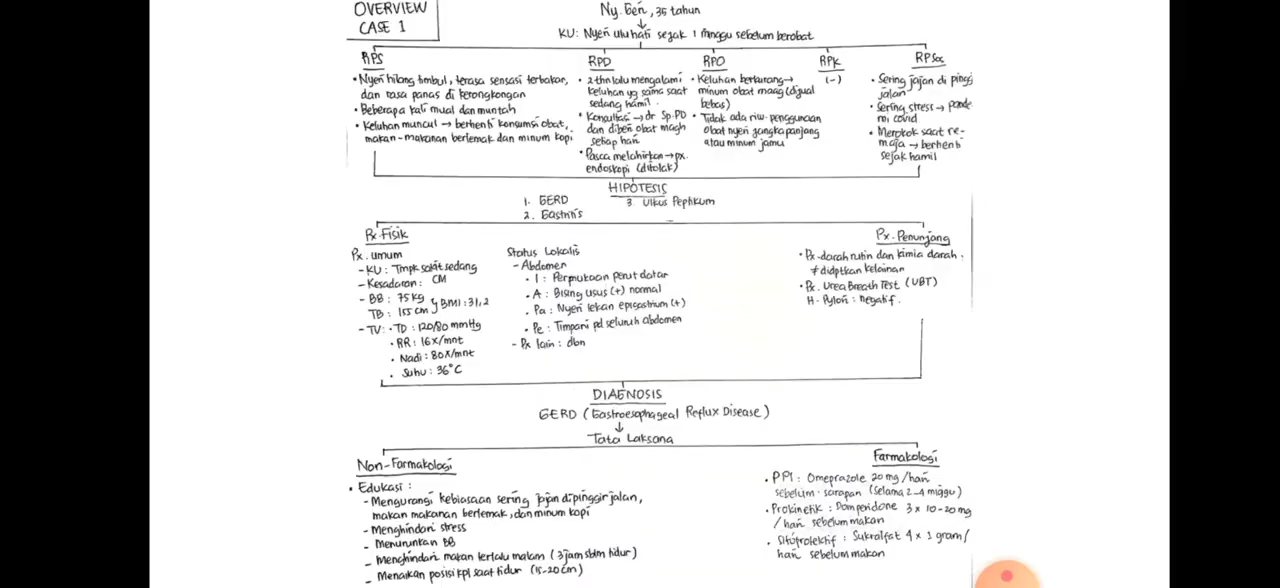 OVERVIEW
CASE 1
Ny. Gen, 35 tahun
KU: Nyeri ulu hati sejak 1 minggu sebelum berobat
RPS
• Nyeri hilang timbul, terasa sensasi terbakar,
dan rasa panas di kerongkongan
• Beberapa kali mual dan muntah
• Keluhan muncul → berhenti konsumsi obat,
makan-makanan berlemak dan minum kopi
RPD
• 2 thn lalu mengalami
keluhan yg sama saat
sedang hamil.
• Konsultasi → dr Sp.PD
dan diberi obat magh
setiap hari
• Pasca melahirkan → px.
endoskopi (ditolak)
RPO
• Keluhan berkurang →
minum obat maag (dijual
bebas)
• Tidak ada riw. penggunaan
obat nyeri jangka panjang
atau minum jamu
RPK
(-)
RPSos
• Sering jajan di pinggi
jalan
• Sering stress → pande
mi covid
• Merokok saat re-
maja → berhenti
sejak hamil
HIPOTESIS
1. GERD
2. Gastritis
3. Ulkus Peptikum
Px. Fisik
Px. umum
- KU : Tmpk sakit sedang
- Kesadaran : CM
- BB : 75 kg
TB : 155 cm } BMI : 31,2
- TV : • TD : 120/80 mmHg
• RR : 16x/mnt
• Nadi : 80x/mnt
• Suhu : 36°C
Status Lokalis
- Abdomen
• I : Permukaan perut datar
• A : Bising usus (+) normal
• Pa : Nyeri tekan epigastrium (+)
• Pe : Timpani pd seluruh abdomen
- Px lain : dbn
Px. Penunjang
• Px. darah rutin dan kimia darah :
≠ didptkan kelainan
• Px. Urea Breath Test (UBT)
H. Pylori : negatif.
DIAGNOSIS
GERD (Gastroesophageal Reflux Disease)
Tata Laksana
Non-Farmakologi
• Edukasi :
- Mengurangi kebiasaan sering jajan dipinggir jalan,
makan makanan berlemak, dan minum kopi
- Menghindari stress
- Menurunkan BB
- Menghindari makan terlalu malam (3 jam sblm tidur)
- Menaikan posisi kpl saat tidur (15-20 cm)
Farmakologi
• PPI : Omeprazole 20 mg/hari
sebelum sarapan (selama 2-4 miggu)
• Prokinetik : Domperidone 3 x 10-20 mg
/hari sebelum makan
• Sitoprotektif : Sukralfat 4 x 1 gram/
hari sebelum makan